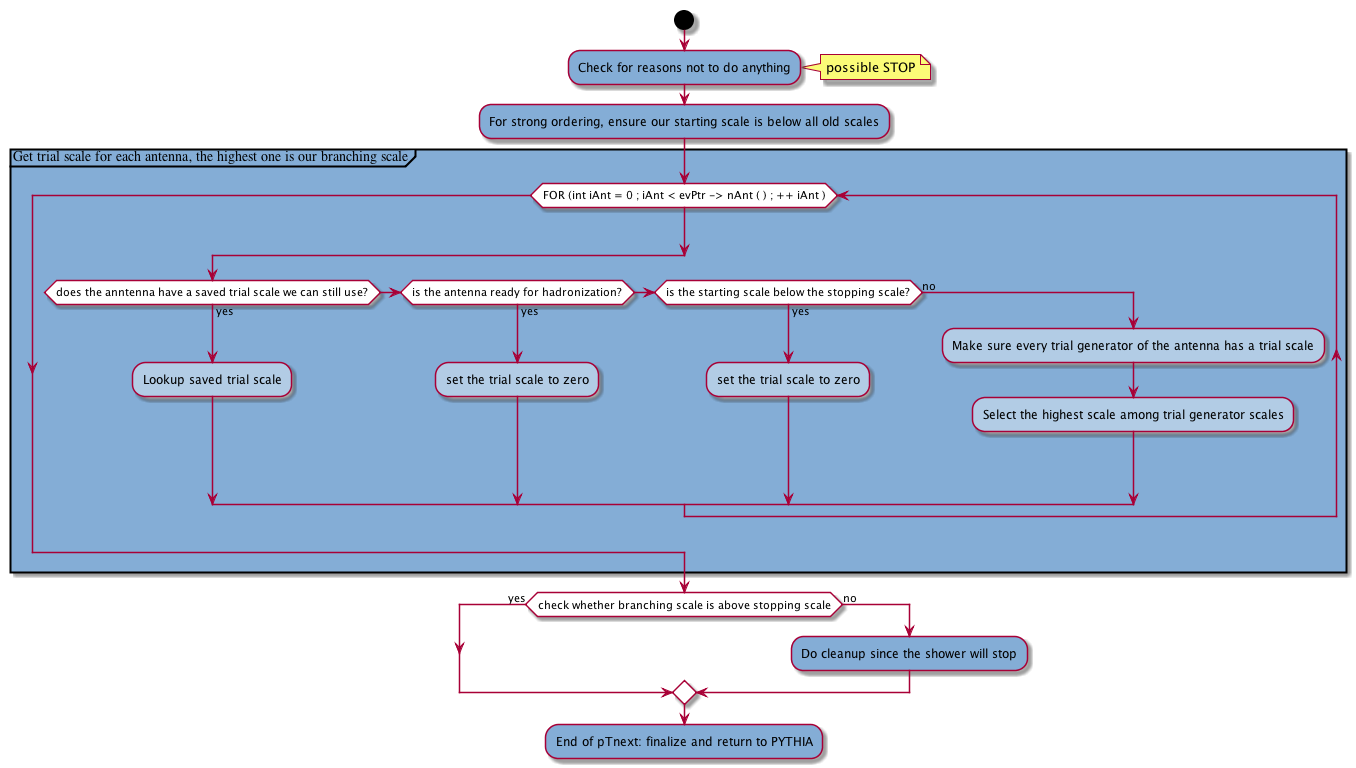 Check for reasons not to do anything
possible STOP
For strong ordering, ensure our starting scale is below all old scales
Get trial scale for each antenna, the highest one is our branching scale
FOR (int iAnt = 0 ; iAnt < evPtr -> nAnt ( ) ; ++ iAnt )
does the anntenna have a saved trial scale we can still use?
is the antenna ready for hadronization?
is the starting scale below the stopping scale?
no
yes
yes
yes
Make sure every trial generator of the antenna has a trial scale
Lookup saved trial scale
set the trial scale to zero
set the trial scale to zero
Select the highest scale among trial generator scales
yes
check whether branching scale is above stopping scale
no
Do cleanup since the shower will stop
End of pTnext: finalize and return to PYTHIA